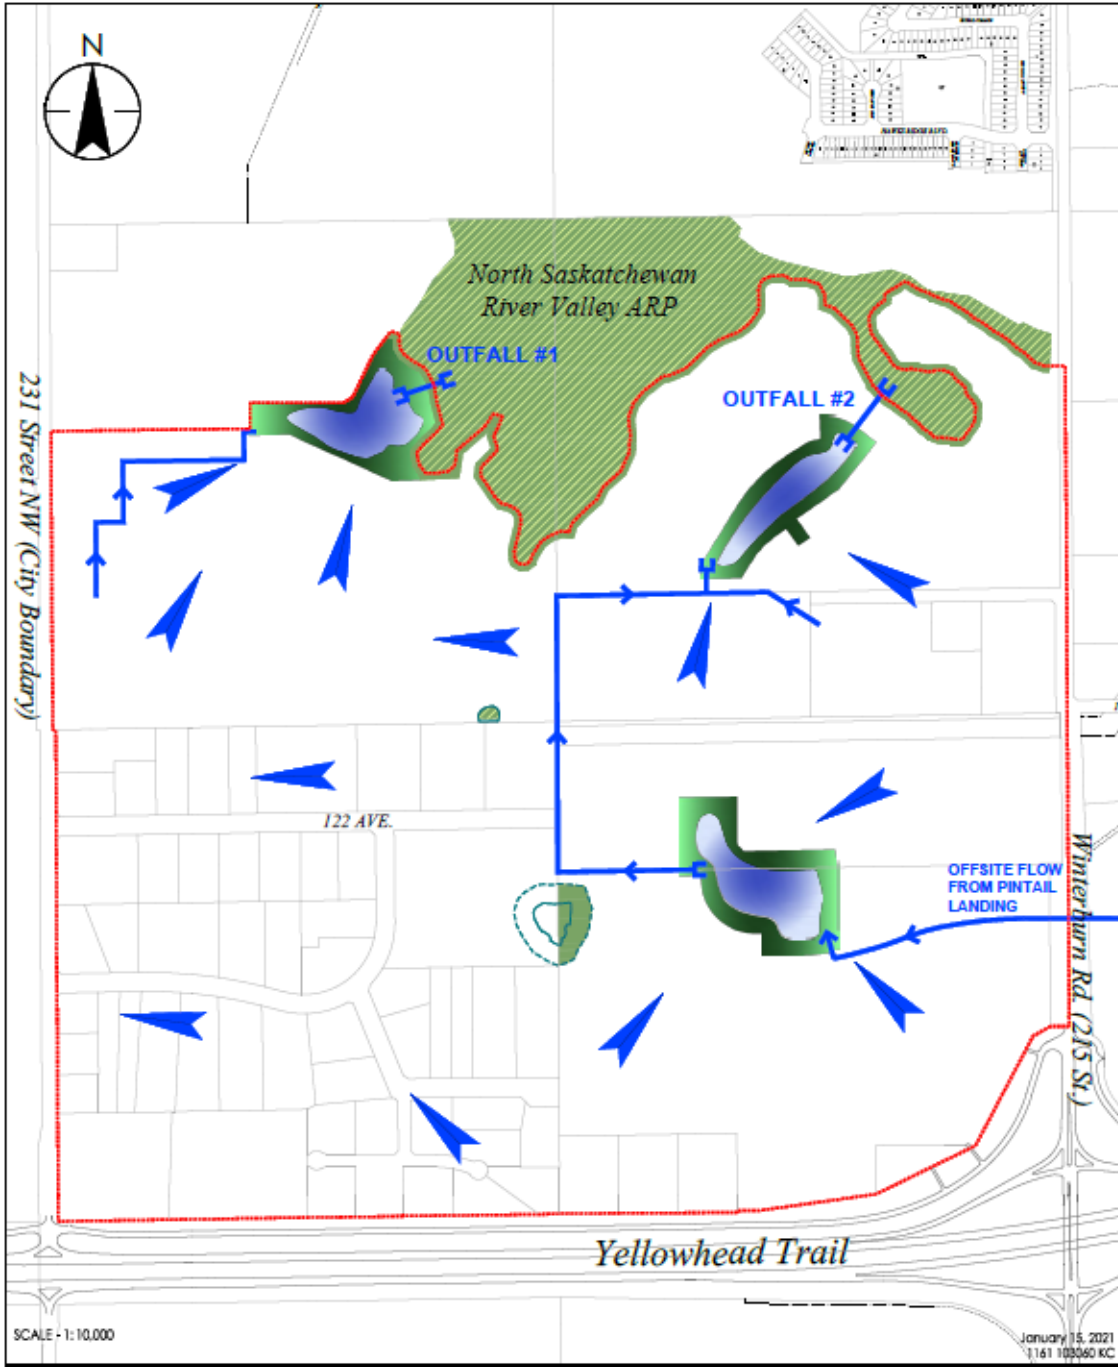 N
North Saskatchewan
River Valley ARP
OUTFALL #1
OUTFALL #2
231 Street NW (City Boundary)
122 AVE.
OFFSITE FLOW
FROM PINTAIL
LANDING
Winterburn Rd. (215 St.)
Yellowhead Trail
SCALE - 1:10,000
January 15, 2021